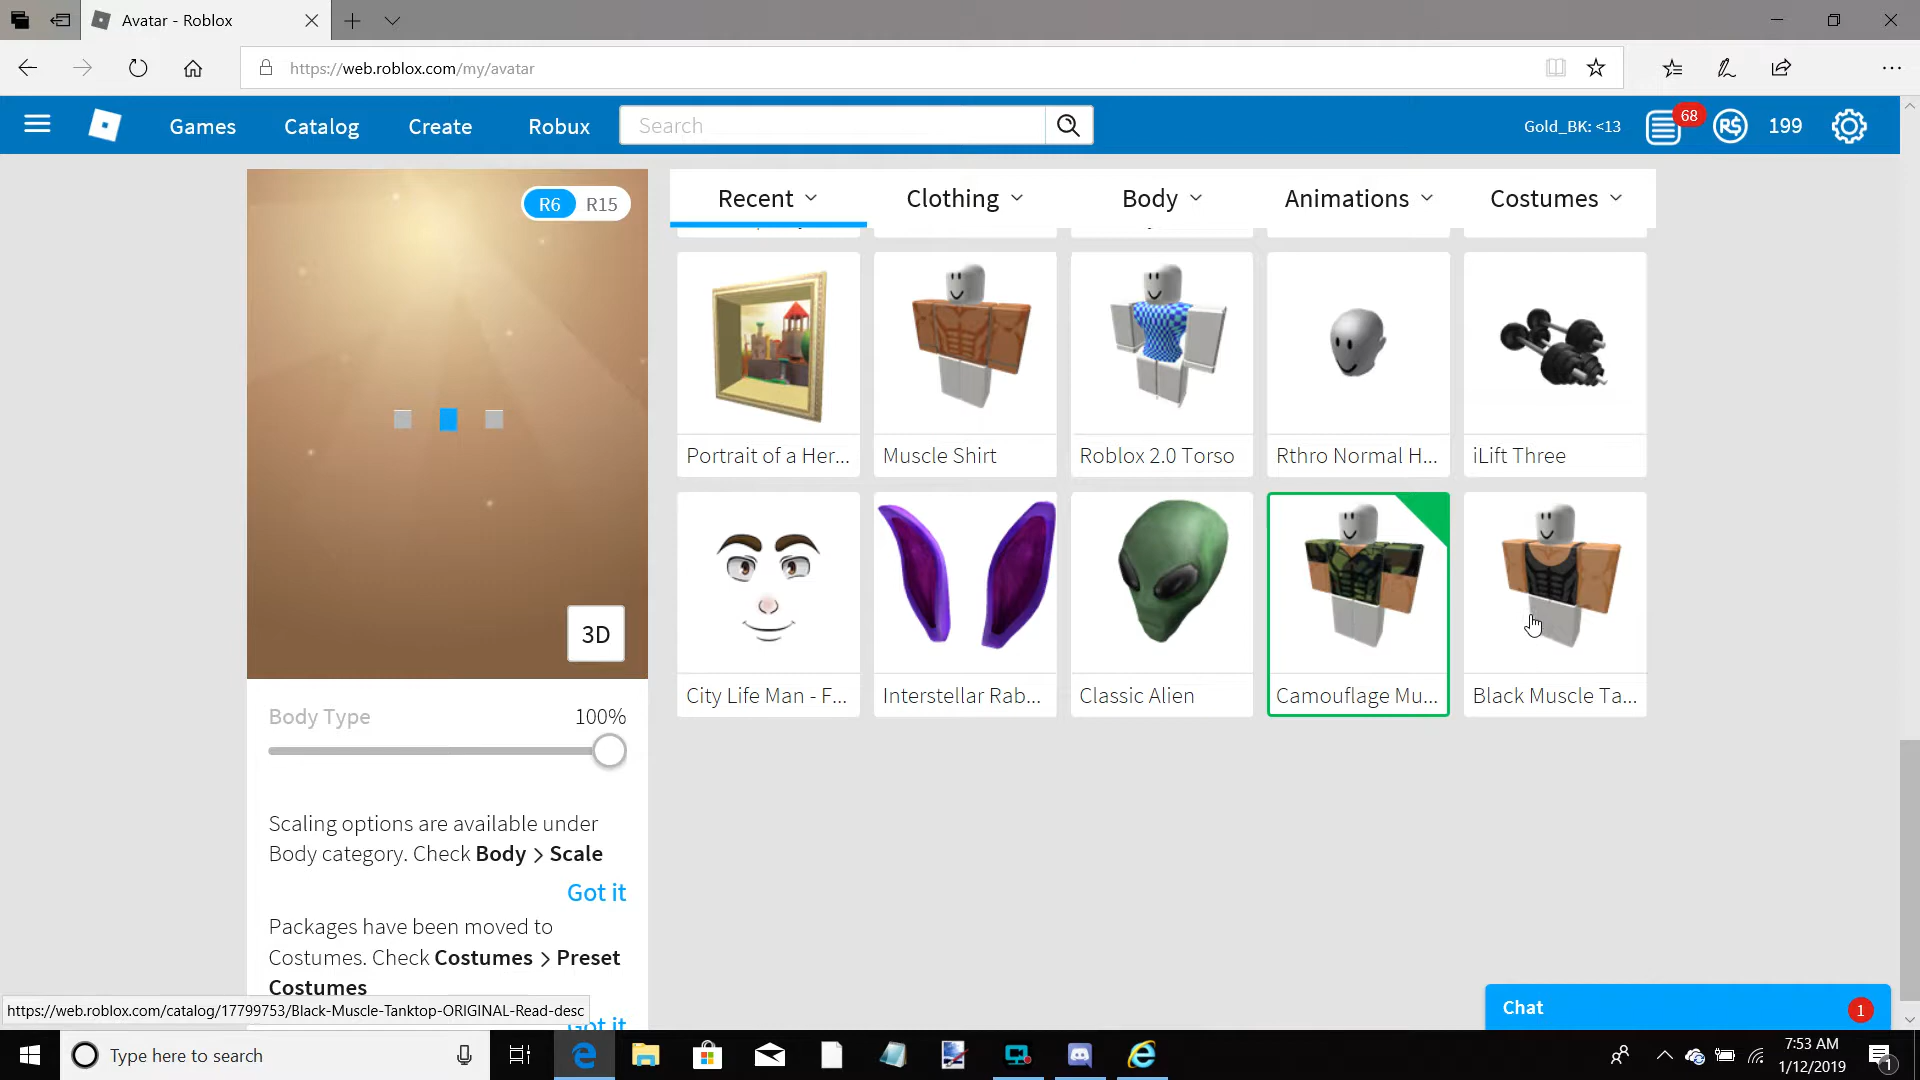 Avatar - Roblox
https://web.roblox.com/my/avatar
Games
Catalog
Create
Robux
Search
Gold_BK: <13
68
R$
199
R6
R15
Recent
Clothing
Body
Animations
Costumes
Portrait of a Her...
Muscle Shirt
Roblox 2.0 Torso
Rthro Normal H...
iLift Three
3D
City Life Man - F...
Interstellar Rab...
Classic Alien
Camouflage Mu...
Black Muscle Ta...
Body Type
100%
Scaling options are available under
Body category. Check Body > Scale
Got it
Packages have been moved to
Costumes. Check Costumes > Preset
Costumes
Got it
https://web.roblox.com/catalog/17799753/Black-Muscle-Tanktop-ORIGINAL-Read-desc
Chat
1
Type here to search
7:53 AM
1/12/2019
1